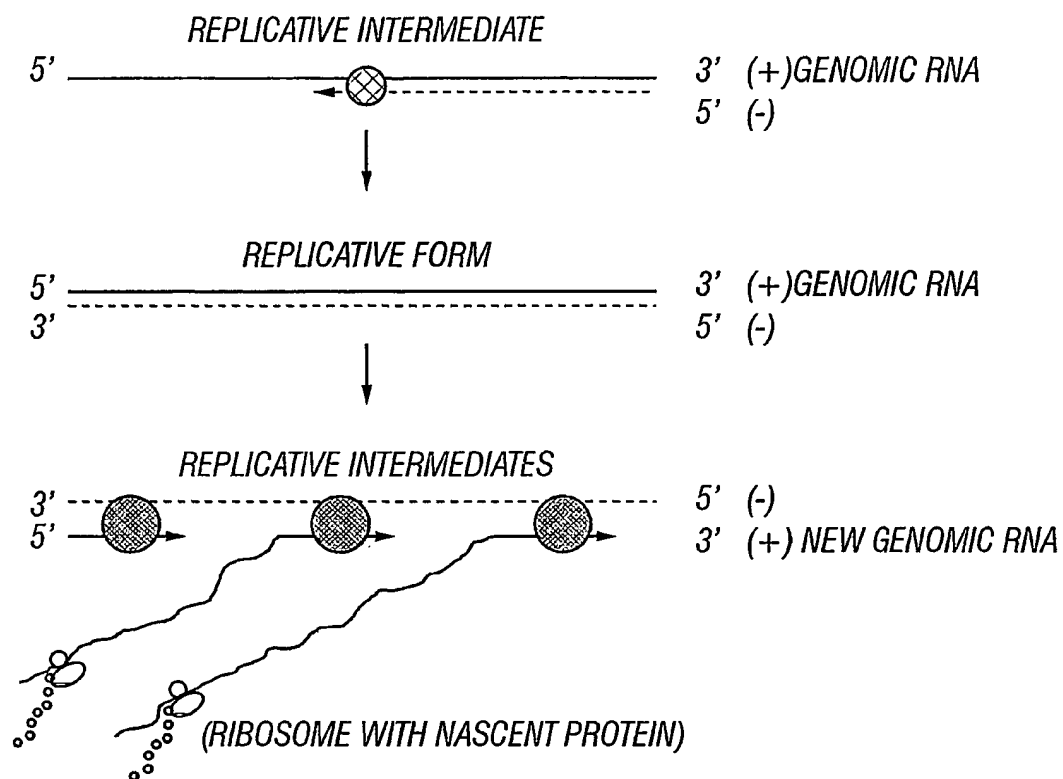 REPLICATIVE INTERMEDIATE
5' 3' (+)GENOMIC RNA
5' (-)
REPLICATIVE FORM
5' 3' (+)GENOMIC RNA
3' 5' (-)
REPLICATIVE INTERMEDIATES
3' 5' (-)
5' 3' (+) NEW GENOMIC RNA
(RIBOSOME WITH NASCENT PROTEIN)